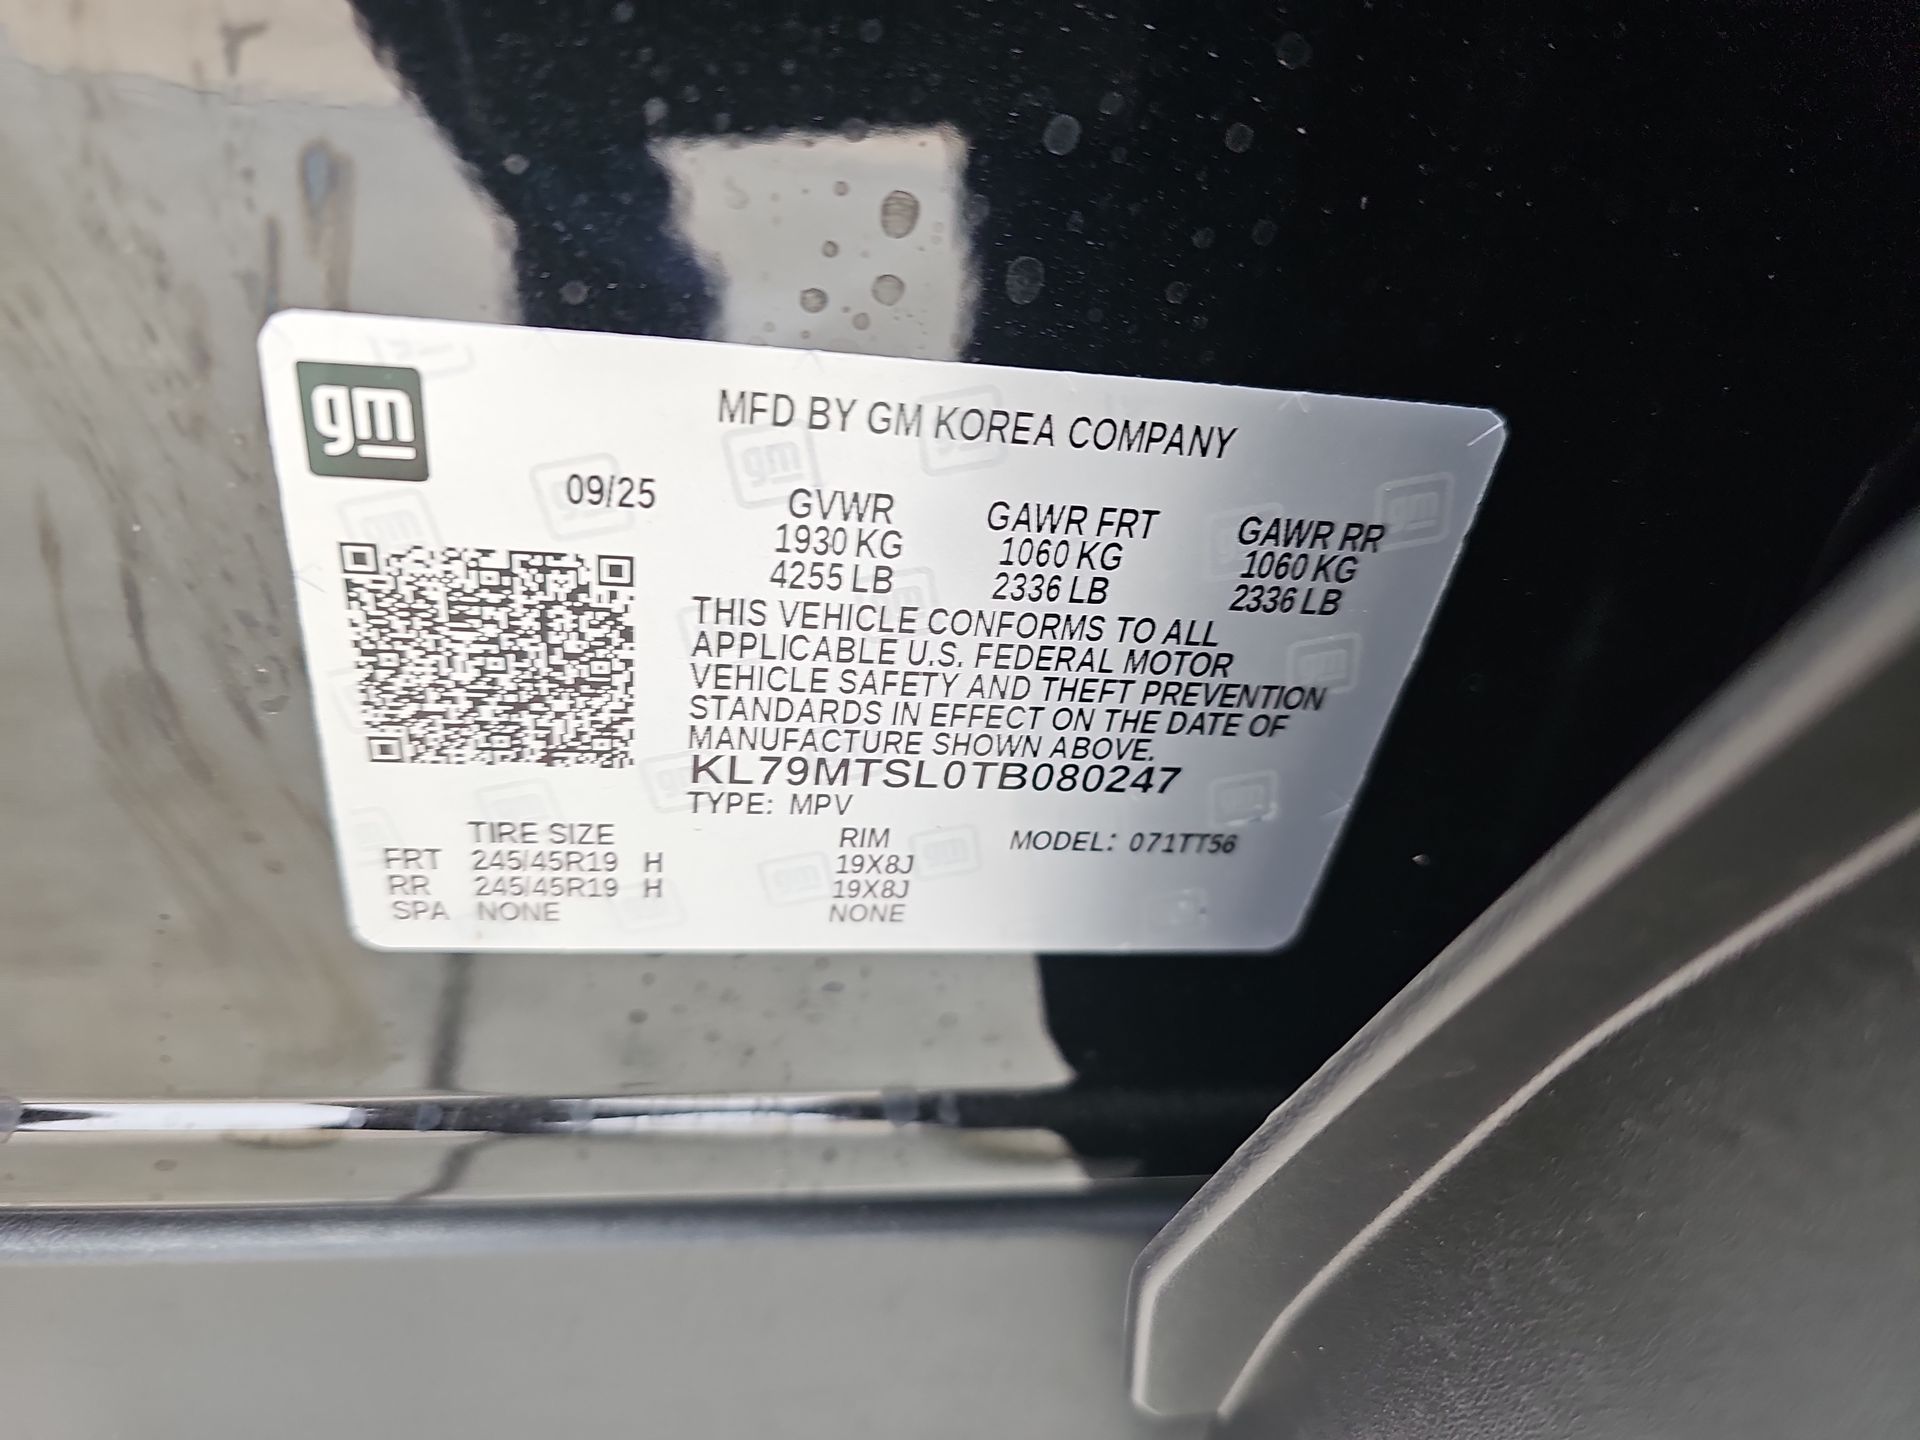 gm
MFD BY GM KOREA COMPANY
09/25
GVWR GAWR FRT GAWR RR
1930 KG 1060 KG 1060 KG
4255 LB 2336 LB 2336 LB
THIS VEHICLE CONFORMS TO ALL
APPLICABLE U.S. FEDERAL MOTOR
VEHICLE SAFETY AND THEFT PREVENTION
STANDARDS IN EFFECT ON THE DATE OF
MANUFACTURE SHOWN ABOVE.
KL79MTSL0TB080247
TYPE: MPV
TIRE SIZE RIM MODEL: 071TT56
FRT 245/45R19 H 19X8J
RR 245/45R19 H 19X8J
SPA NONE NONE